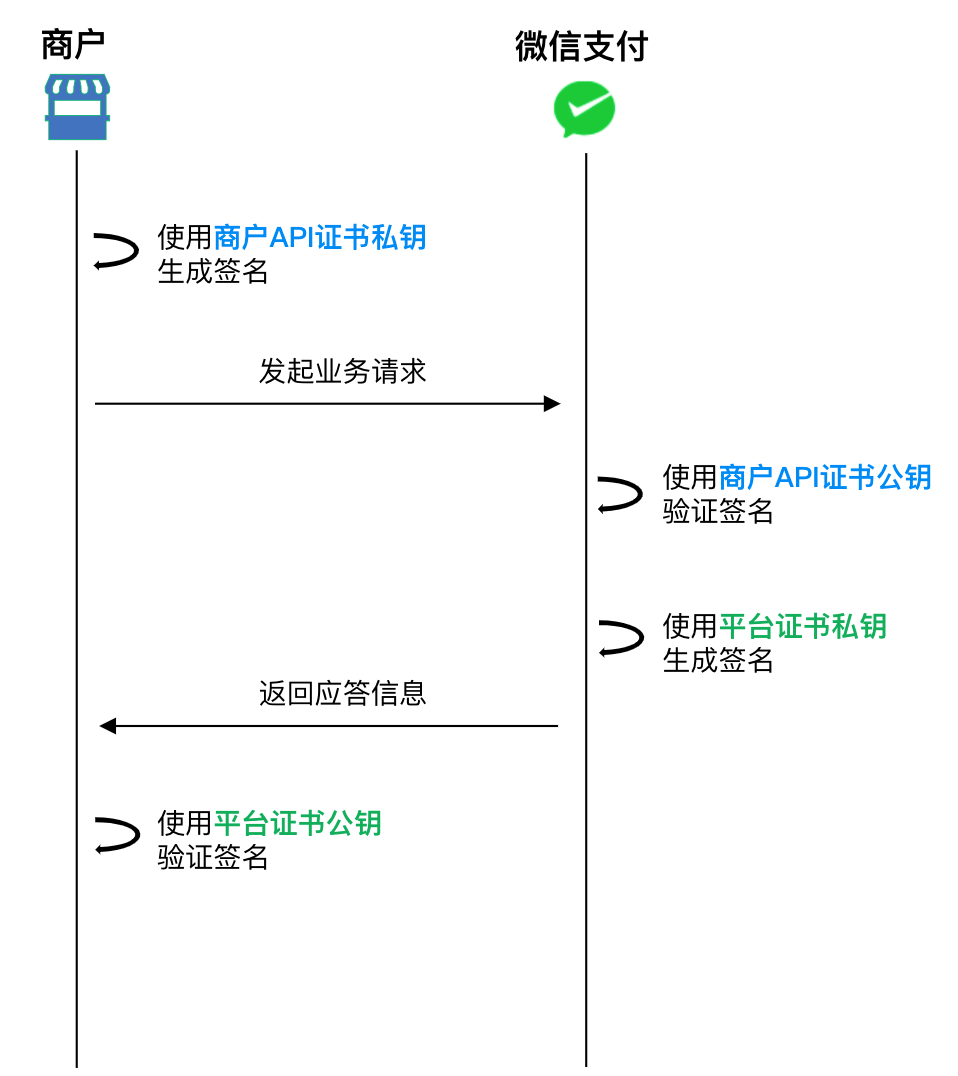 商户
微信支付
使用商户API证书私钥
生成签名
发起业务请求
使用商户API证书公钥
验证签名
使用平台证书私钥
生成签名
返回应答信息
使用平台证书公钥
验证签名